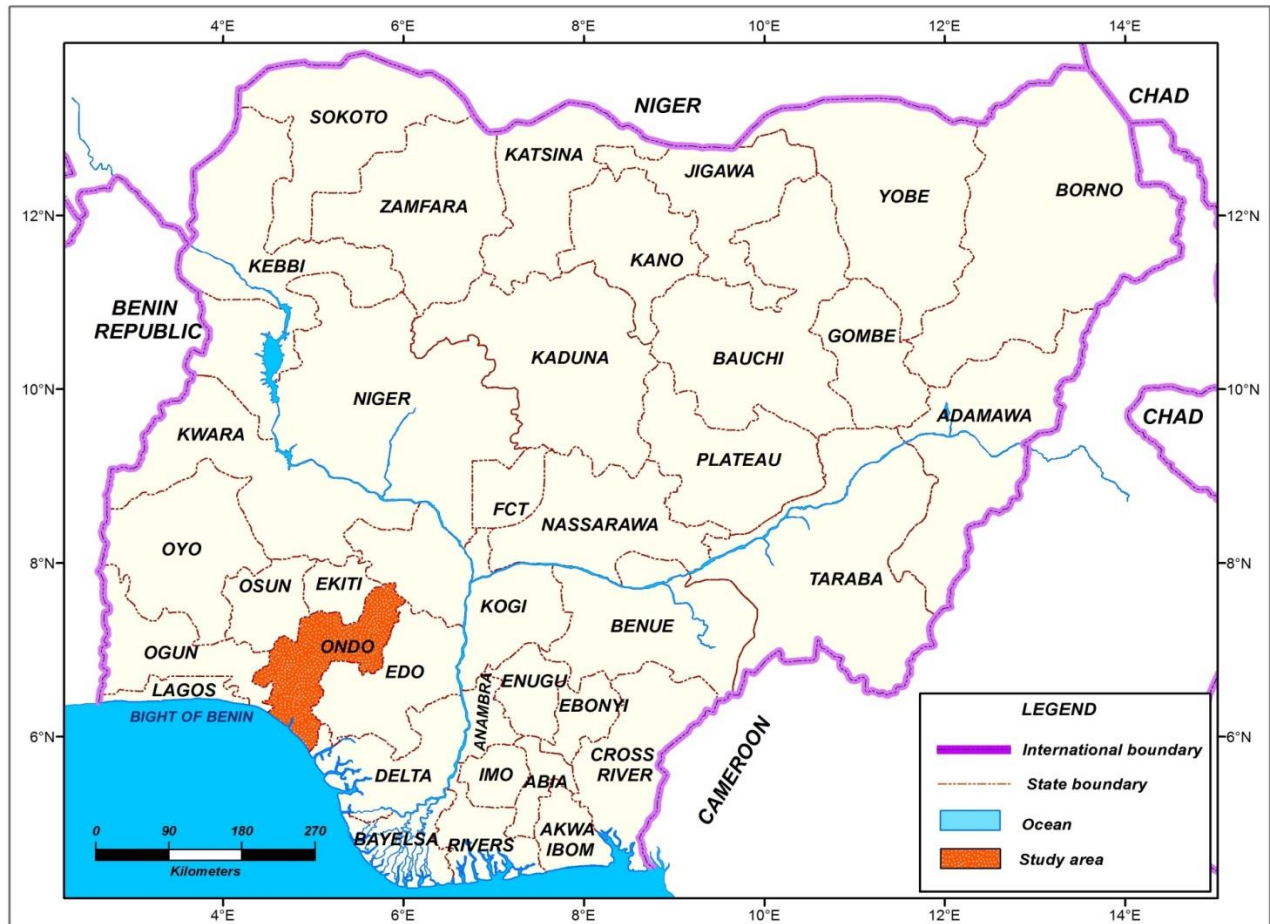 4°E 6°E 8°E 10°E 12°E 14°E
CHAD
NIGER
SOKOTO
KATSINA
JIGAWA
YOBE
BORNO
ZAMFARA
12°N 12°N
KEBBI
KANO
BENIN
REPUBLIC
GOMBE
KADUNA
BAUCHI
10°N 10°N
NIGER
ADAMAWA
CHAD
KWARA
PLATEAU
FCT
NASSARAWA
OYO
8°N 8°N
OSUN
EKITI
TARABA
KOGI
BENUE
ONDO
OGUN
EDO
ENUGU
LAGOS
EBONYI
ANAMBRA
BIGHT OF BENIN
6°N 6°N
CROSS
RIVER
CAMEROON
DELTA
IMO
ABIA
BAYELSA
RIVERS
AKWA
IBOM
0 90 180 270
Kilometers
LEGEND
International boundary
State boundary
Ocean
Study area
4°E 6°E 8°E 10°E 12°E 14°E